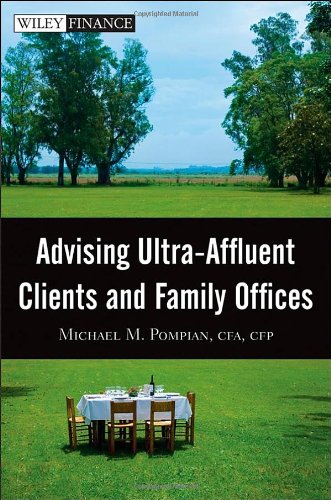 WILEY FINANCE
Advising Ultra-Affluent
Clients and Family Offices
MICHAEL M. POMPIAN, CFA, CFP